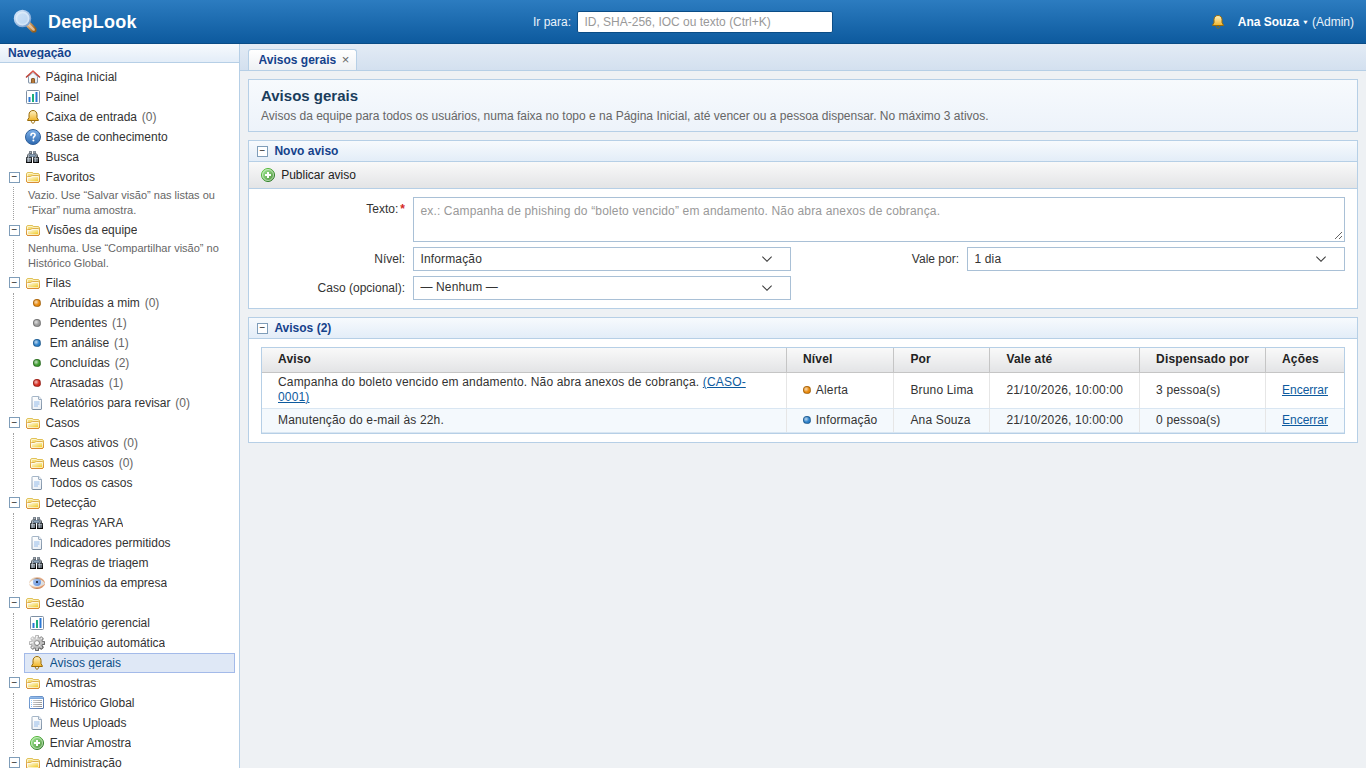 DeepLook
Ir para: ID, SHA-256, IOC ou texto (Ctrl+K)
Ana Souza (Admin)
Navegação
Página Inicial
Painel
Caixa de entrada (0)
Base de conhecimento
Busca
Favoritos
Vazio. Use “Salvar visão” nas listas ou
“Fixar” numa amostra.
Visões da equipe
Nenhuma. Use “Compartilhar visão” no
Histórico Global.
Filas
Atribuídas a mim (0)
Pendentes (1)
Em análise (1)
Concluídas (2)
Atrasadas (1)
Relatórios para revisar (0)
Casos
Casos ativos (0)
Meus casos (0)
Todos os casos
Detecção
Regras YARA
Indicadores permitidos
Regras de triagem
Domínios da empresa
Gestão
Relatório gerencial
Atribuição automática
Avisos gerais
Amostras
Histórico Global
Meus Uploads
Enviar Amostra
Administração
Avisos gerais ×
Avisos gerais
Avisos da equipe para todos os usuários, numa faixa no topo e na Página Inicial, até vencer ou a pessoa dispensar. No máximo 3 ativos.
Novo aviso
Publicar aviso
Texto:* ex.: Campanha de phishing do “boleto vencido” em andamento. Não abra anexos de cobrança.
Nível: Informação Vale por: 1 dia
Caso (opcional): — Nenhum —
Avisos (2)
Aviso Nível Por Vale até Dispensado por Ações
Campanha do boleto vencido em andamento. Não abra anexos de cobrança. (CASO-
0001) Alerta Bruno Lima 21/10/2026, 10:00:00 3 pessoa(s) Encerrar
Manutenção do e-mail às 22h. Informação Ana Souza 21/10/2026, 10:00:00 0 pessoa(s) Encerrar